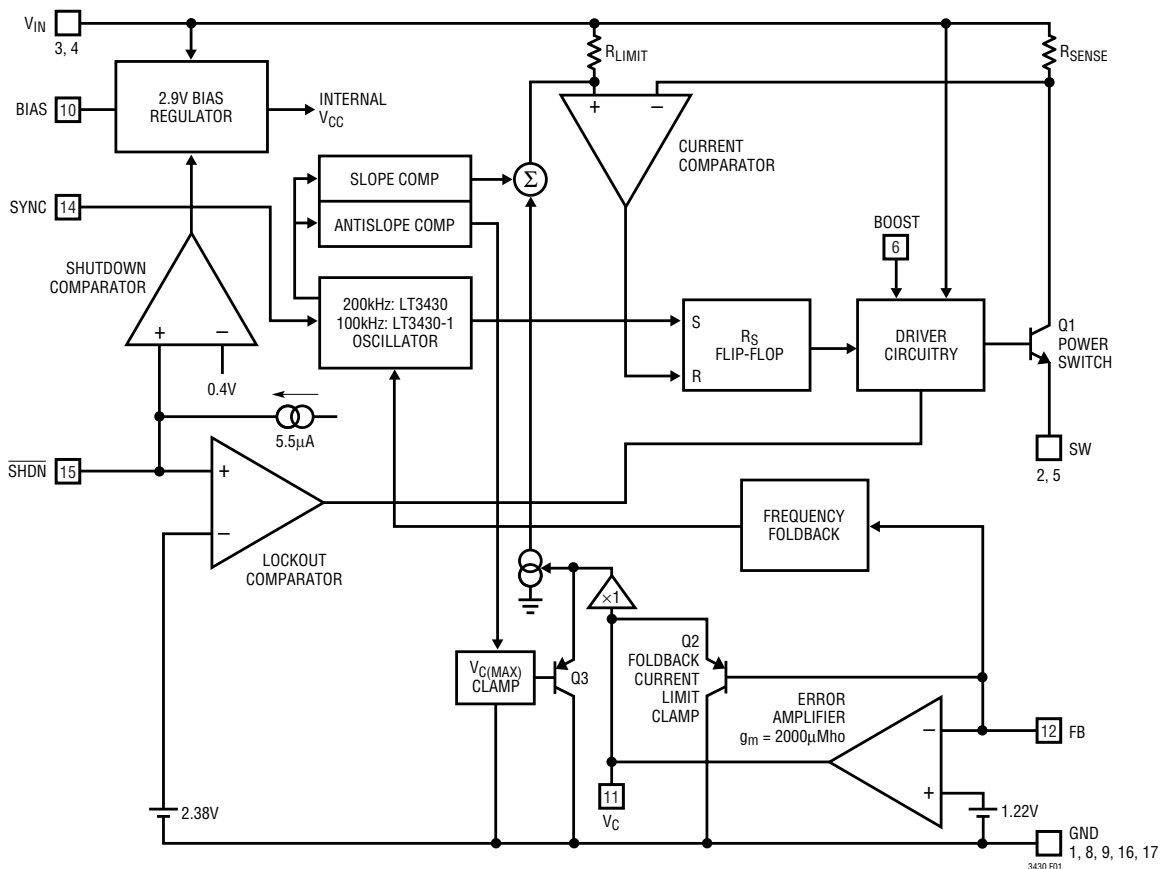 VIN
3, 4
RLIMIT
RSENSE
2.9V BIAS
REGULATOR
BIAS
10
INTERNAL
VCC
+
−
CURRENT
COMPARATOR
SLOPE COMP
Σ
ANTISLOPE COMP
SYNC
14
BOOST
6
SHUTDOWN
COMPARATOR
200kHz: LT3430
100kHz: LT3430-1
OSCILLATOR
S
RS
FLIP-FLOP
R
DRIVER
CIRCUITRY
Q1
POWER
SWITCH
+
−
0.4V
5.5µA
SW
2, 5
SHDN
15
+
−
LOCKOUT
COMPARATOR
FREQUENCY
FOLDBACK
×1
VC(MAX)
CLAMP
Q3
Q2
FOLDBACK
CURRENT
LIMIT
CLAMP
ERROR
AMPLIFIER
gm = 2000µMho
−
+
12
FB
11
VC
2.38V
1.22V
GND
1, 8, 9, 16, 17
3430 F01